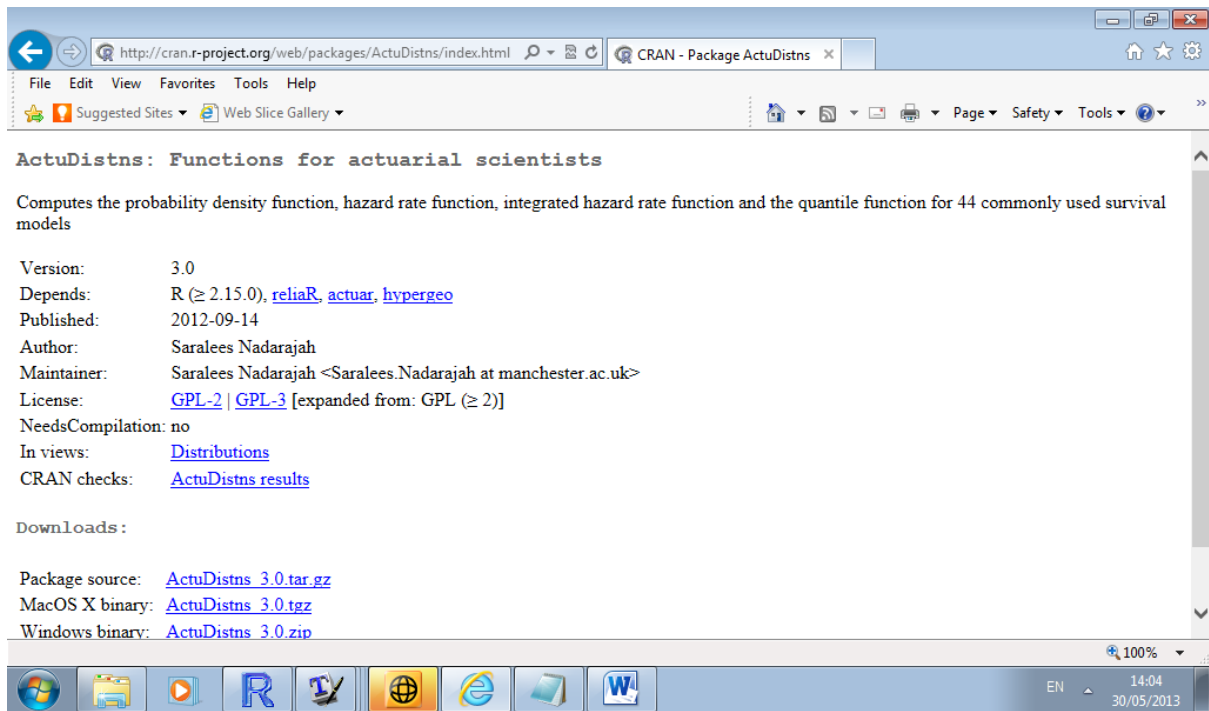 http://cran.r-project.org/web/packages/ActuDistns/index.html
CRAN - Package ActuDistns
File Edit View Favorites Tools Help
Suggested Sites Web Slice Gallery Page Safety Tools
ActuDistns: Functions for actuarial scientists
Computes the probability density function, hazard rate function, integrated hazard rate function and the quantile function for 44 commonly used survival
models
Version: 3.0
Depends: R (≥ 2.15.0), reliaR, actuar, hypergeo
Published: 2012-09-14
Author: Saralees Nadarajah
Maintainer: Saralees Nadarajah <Saralees.Nadarajah at manchester.ac.uk>
License: GPL-2 | GPL-3 [expanded from: GPL (≥ 2)]
NeedsCompilation: no
In views: Distributions
CRAN checks: ActuDistns results
Downloads:
Package source: ActuDistns_3.0.tar.gz
MacOS X binary: ActuDistns_3.0.tgz
Windows binary: ActuDistns_3.0.zip
100%
EN 14:04
30/05/2013